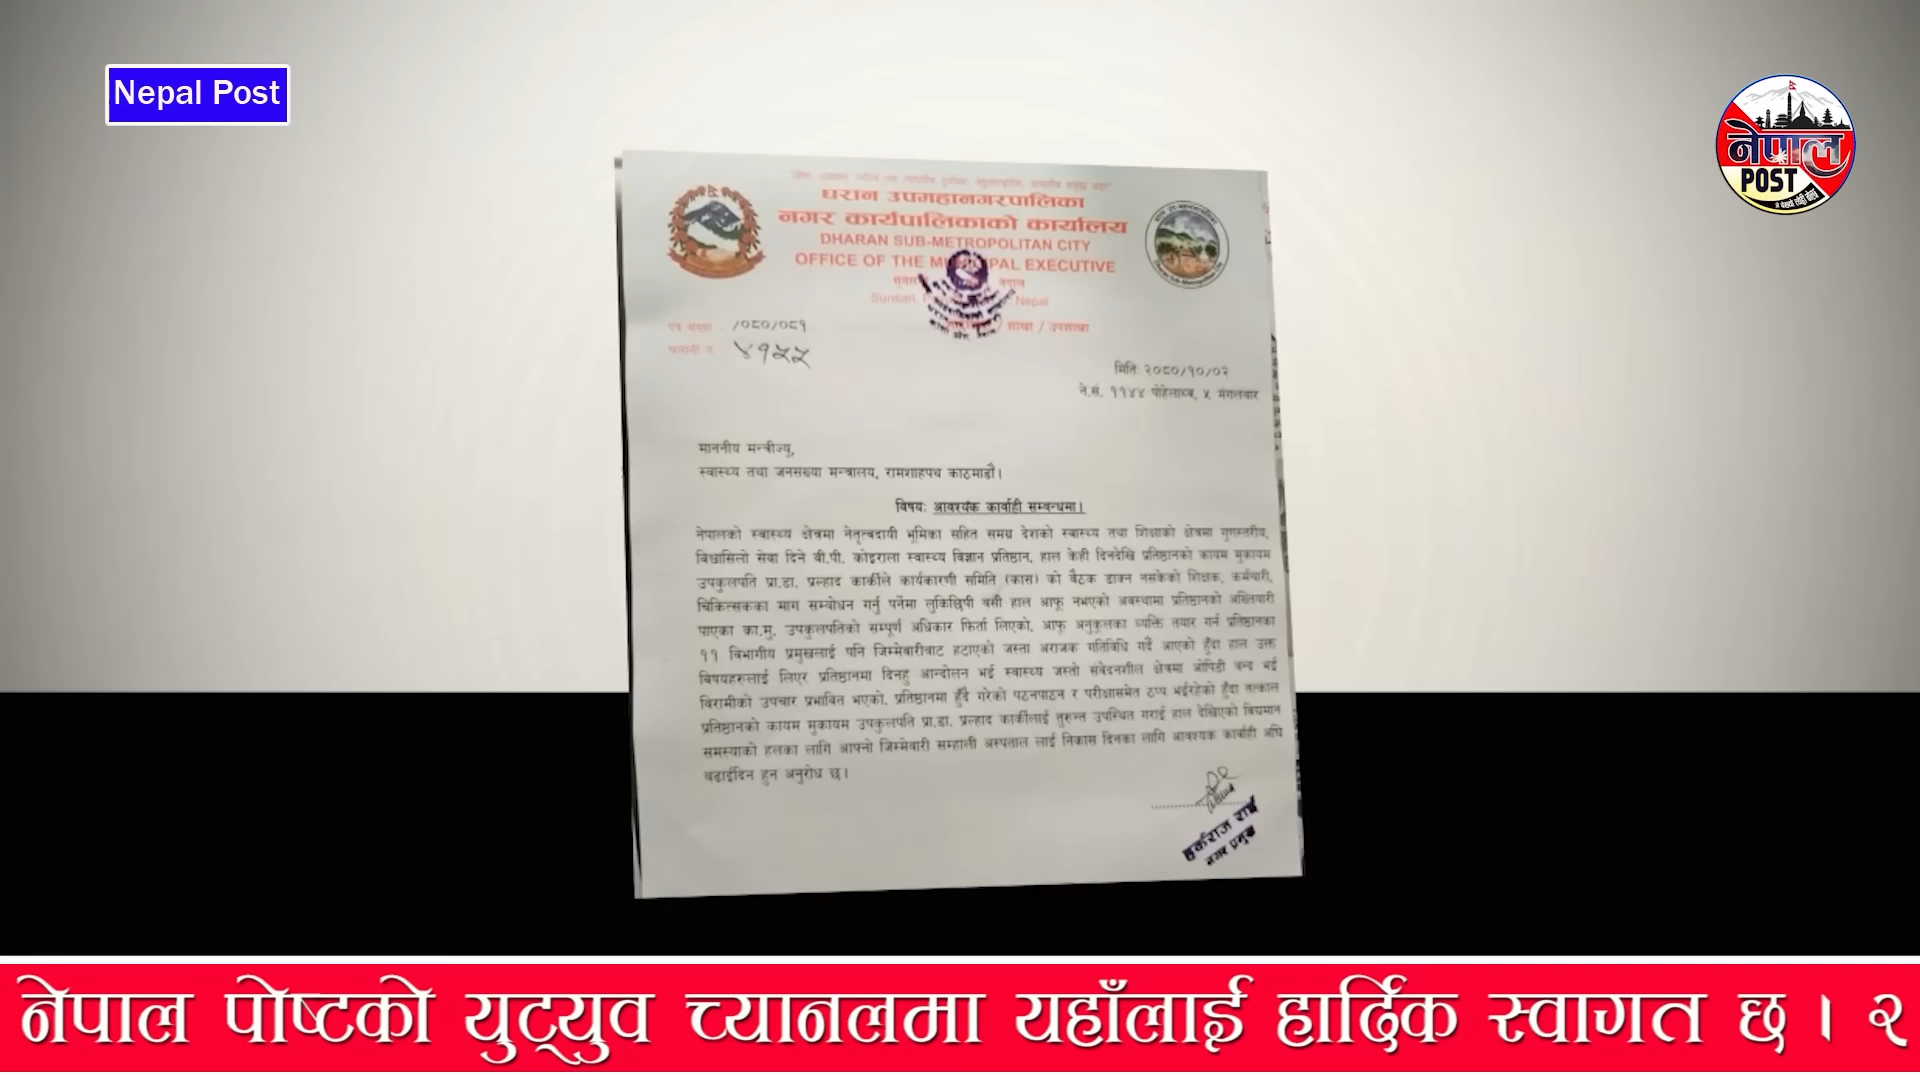 Nepal Post
नेपाल
POST
धरान उपमहानगरपालिका
नगर कार्यपालिकाको कार्यालय
DHARAN SUB-METROPOLITAN CITY
OFFICE OF THE EXECUTIVE
Sunsari, Nepal
शाखा / उपशाखा
पत्र संख्या : /०८०/०८१
चलानी नं ४१२२
मितिः २०८०/१०/०२
ने.सं. ११४४ पोहेलाथ्व, ५ मंगलवार
माननीय मन्त्रीज्यू,
स्वास्थ्य तथा जनसंख्या मन्त्रालय, रामशाहपथ काठमाडौं।
विषयः आवश्यक कार्वाही सम्बन्धमा।
नेपालको स्वास्थ्य क्षेत्रमा नेतृत्वदायी भूमिका सहित समग्र देशको स्वास्थ्य तथा शिक्षाको क्षेत्रमा गुणस्तरीय,
विश्वासिलो सेवा दिने बी.पी. कोइराला स्वास्थ्य विज्ञान प्रतिष्ठान, हाल केही दिनदेखि प्रतिष्ठानको कायम मुकायम
उपकुलपति प्रा.डा. प्रल्हाद कार्कीले कार्यकारणी समिति (कास) को बैठक डाक्न नसकेको शिक्षक, कर्मचारी,
चिकित्सकका माग सम्बोधन गर्नु पर्नेमा लुकिछिपी बसी हाल आफू नभएको अवस्थामा प्रतिष्ठानको अख्तियारी
पाएका का.मु. उपकुलपतिको सम्पूर्ण अधिकार फिर्ता लिएको, आफू अनुकूलका व्यक्ति तयार गर्न प्रतिष्ठानका
११ विभागीय प्रमुखलाई पनि जिम्मेवारीबाट हटाएको जस्ता अराजक गतिविधि गर्दै आएको हुँदा हाल उक्त
विषयहरुलाई लिएर प्रतिष्ठानमा दिनहु आन्दोलन भई स्वास्थ्य जस्तो संवेदनशील क्षेत्रमा ओपिडी बन्द भई
विरामीको उपचार प्रभावित भएको, प्रतिष्ठानमा हुँदै गरेको पठनपाठन र परीक्षासमेत ठप्प भईरहेको हुँदा तत्काल
प्रतिष्ठानको कायम मुकायम उपकुलपति प्रा.डा. प्रल्हाद कार्कीलाई तुरुन्त उपस्थित गराई हाल देखिएको विद्यमान
समस्याको हलका लागि आफ्नो जिम्मेवारी सम्हाली अस्पताल लाई निकास दिनका लागि आवश्यक कार्वाही अघि
बढाईदिन हुन अनुरोध छ।
हर्कराज राई
नगर प्रमुख
नेपाल पोष्टको युट्युव च्यानलमा यहाँलाई हार्दिक स्वागत छ । २